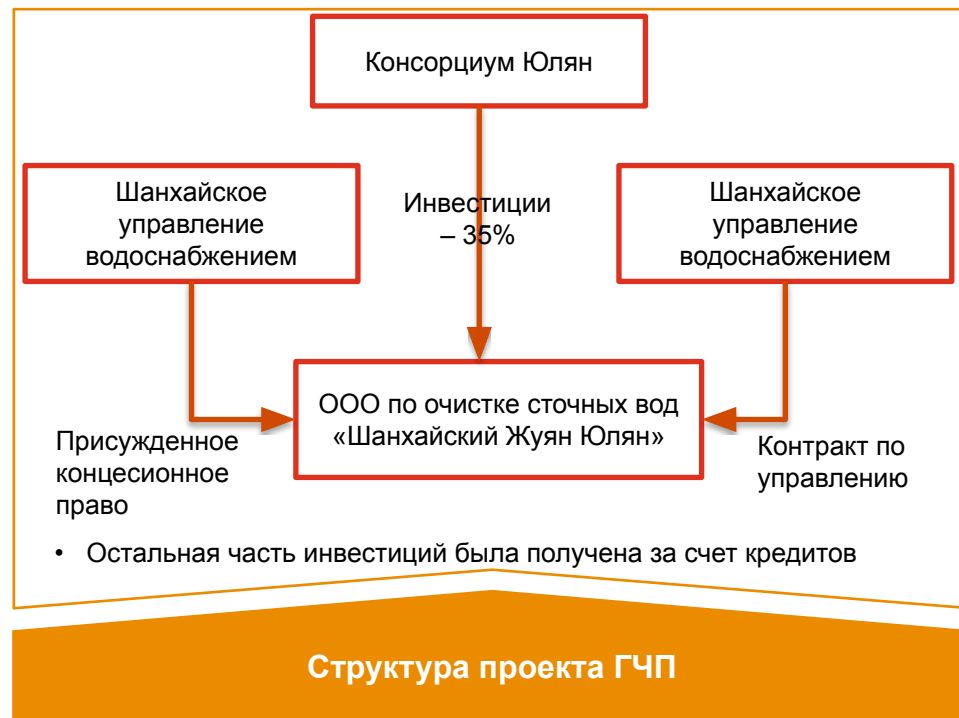 Консорциум Юлян
Шанхайское
управление
водоснабжением
Инвестиции
– 35%
Шанхайское
управление
водоснабжением
ООО по очистке сточных вод
«Шанхайский Жуян Юлян»
Присужденное
концесионное
право
Контракт по
управлению
• Остальная часть инвестиций была получена за счет кредитов
Структура проекта ГЧП